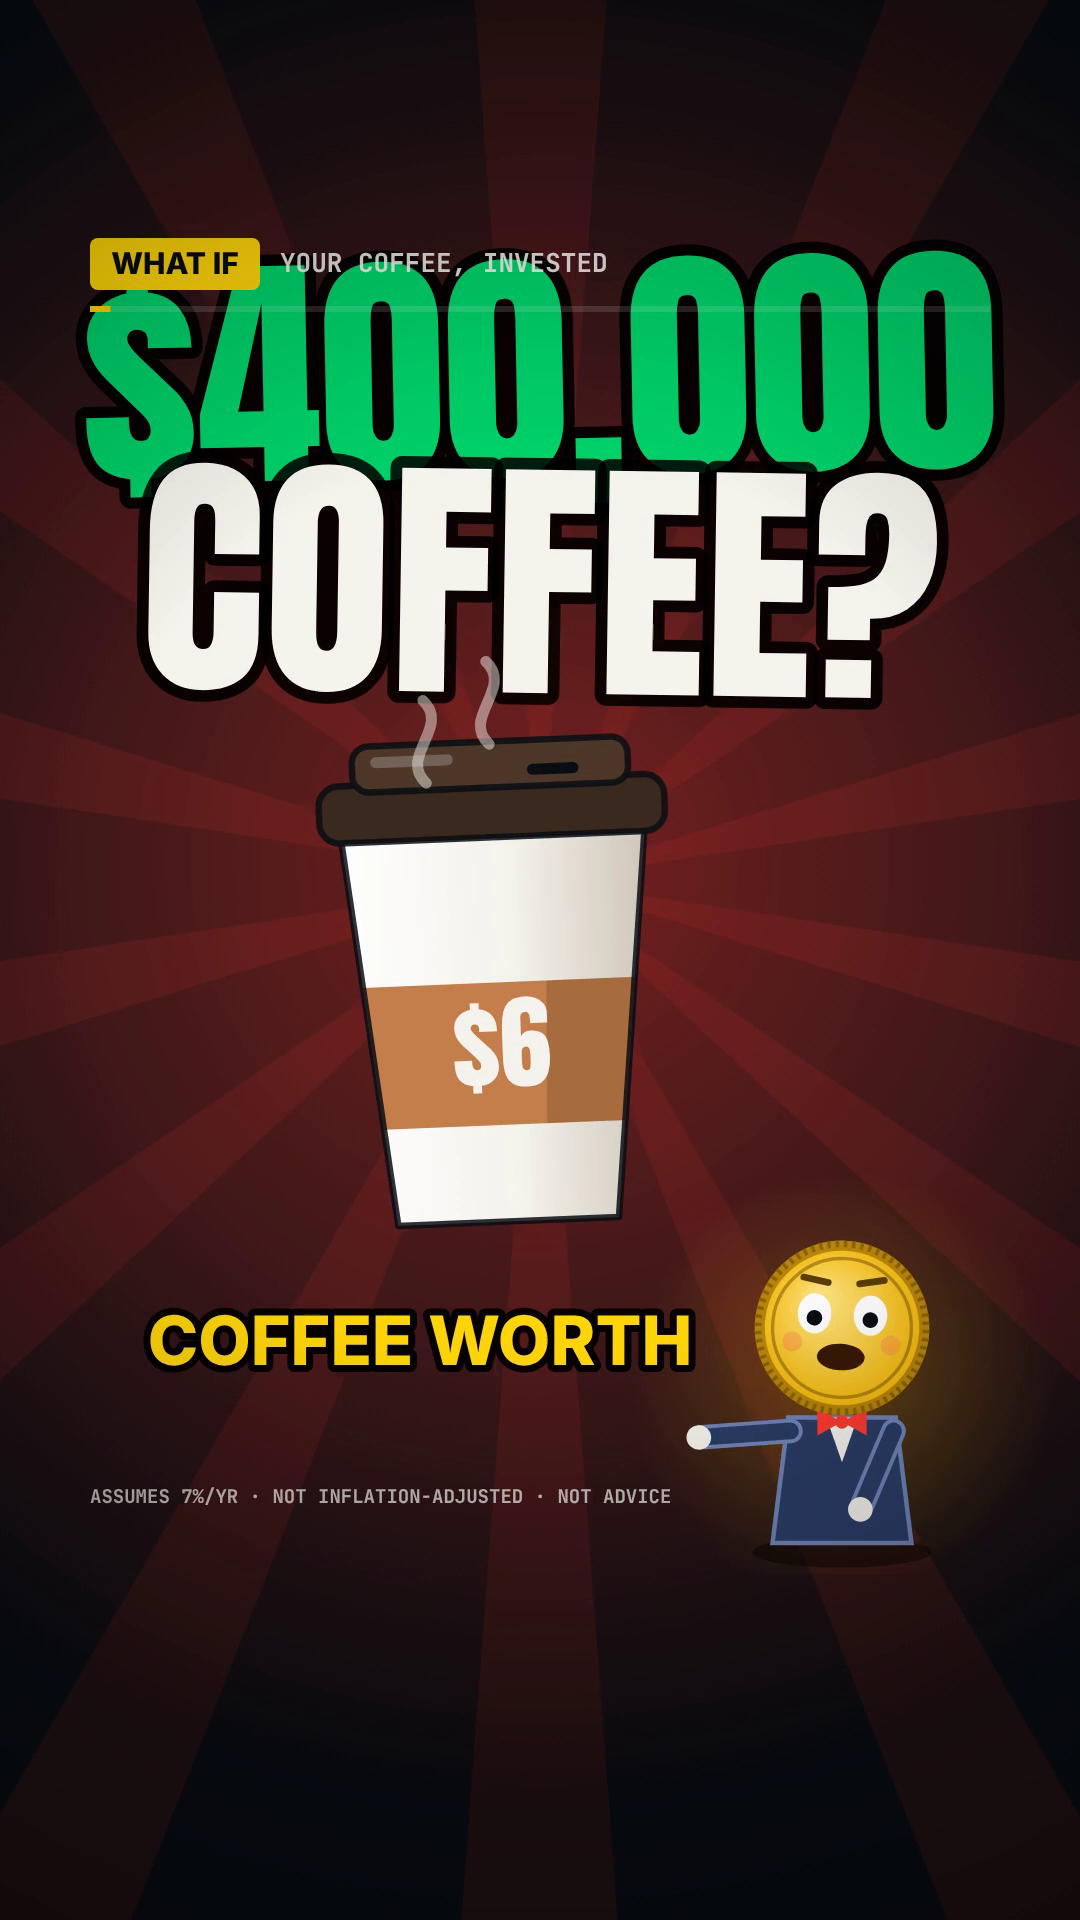 WHAT IF YOUR COFFEE, INVESTED
$400,000
COFFEE?
$6
COFFEE WORTH
ASSUMES 7%/YR · NOT INFLATION-ADJUSTED · NOT ADVICE